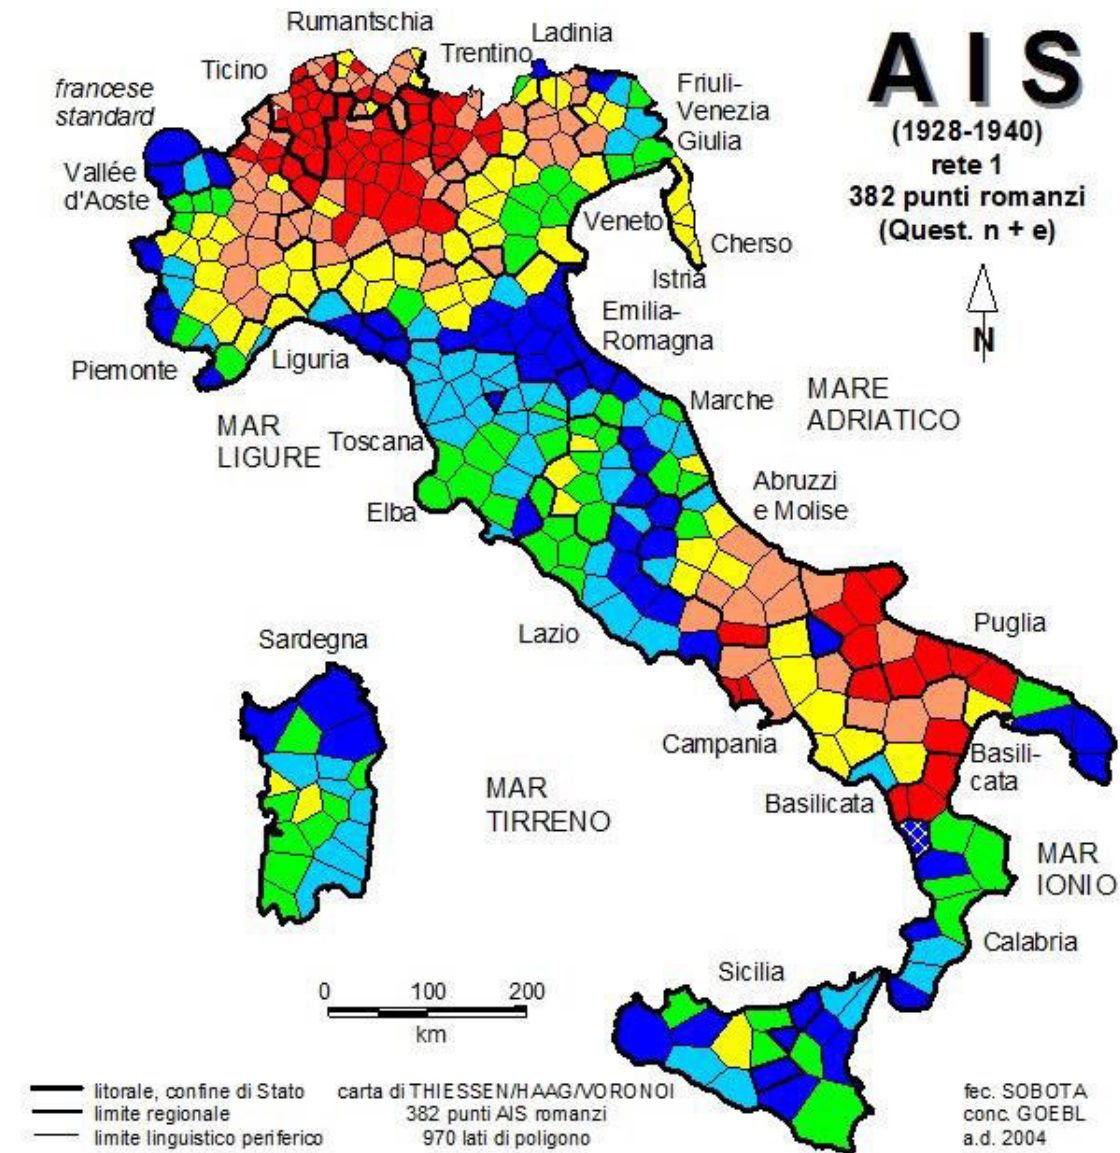 Rumantschia
Ladinia
Trentino
Ticino
francese
standard
Vallée
d'Aoste
Friuli-
Venezia
Giulia
A I S
(1928-1940)
rete 1
382 punti romanzi
(Quest. n + e)
N
Veneto
Cherso
Istria
Emilia-
Romagna
Piemonte
Liguria
MAR
LIGURE
Toscana
Marche
MARE
ADRIATICO
Elba
Abruzzi
e Molise
Lazio
Puglia
Sardegna
Campania
Basili-
cata
Basilicata
MAR
TIRRENO
MAR
IONIO
Calabria
Sicilia
0 100 200
km
litorale, confine di Stato
limite regionale
limite linguistico periferico
carta di THIESSEN/HAAG/VORONOI
382 punti AIS romanzi
970 lati di poligono
fec. SOBOTA
conc. GOEBL
a.d. 2004